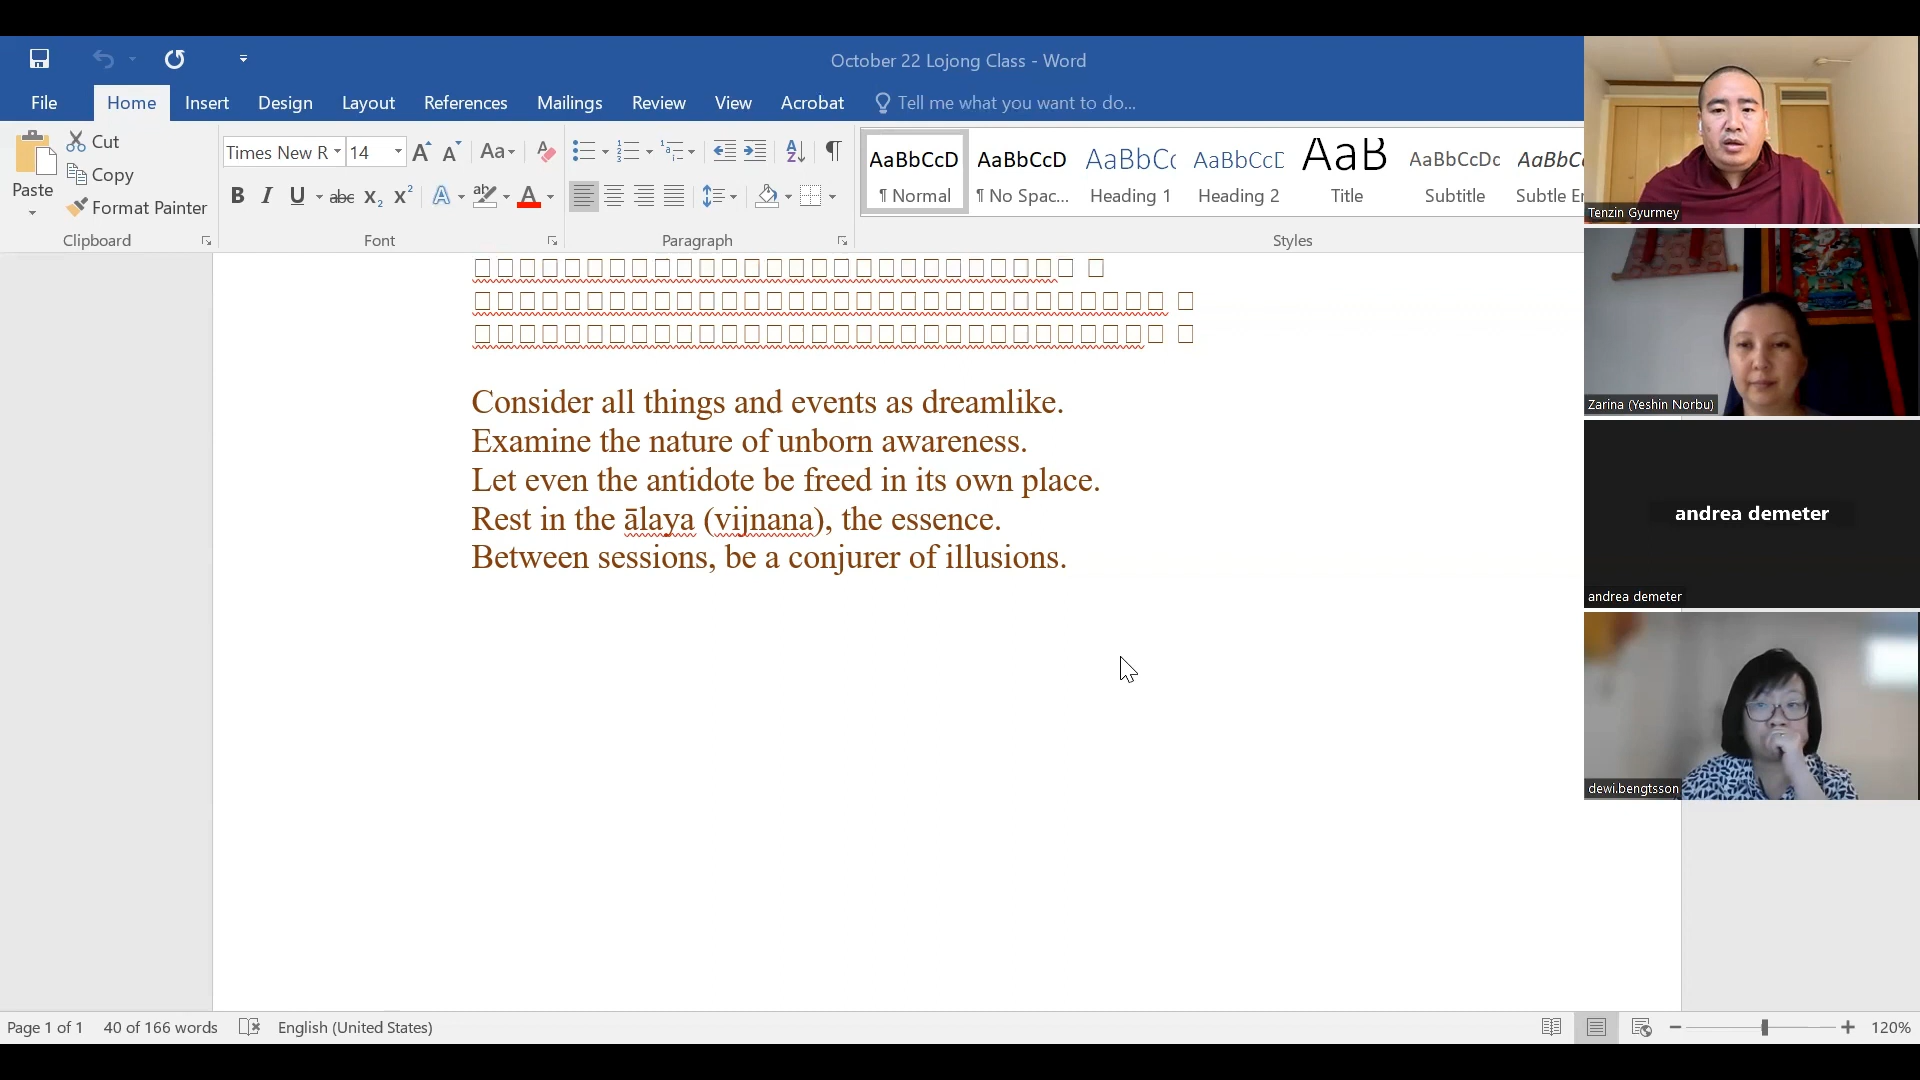 October 22 Lojong Class - Word
File Home Insert Design Layout References Mailings Review View Acrobat Tell me what you want to do...
Paste
Cut
Copy
Format Painter
Clipboard
Times New R 14
Font
Paragraph
AaBbCcD AaBbCcD AaBbCc AaBbCcD AaB AaBbCcDc AaBbCc
¶ Normal ¶ No Spac... Heading 1 Heading 2 Title Subtitle Subtle Em
Styles
Consider all things and events as dreamlike.
Examine the nature of unborn awareness.
Let even the antidote be freed in its own place.
Rest in the ālaya (vijnana), the essence.
Between sessions, be a conjurer of illusions.
Tenzin Gyurmey
Zarina (Yeshin Norbu)
andrea demeter
andrea demeter
dewi.bengtsson
Page 1 of 1 40 of 166 words English (United States) 120%